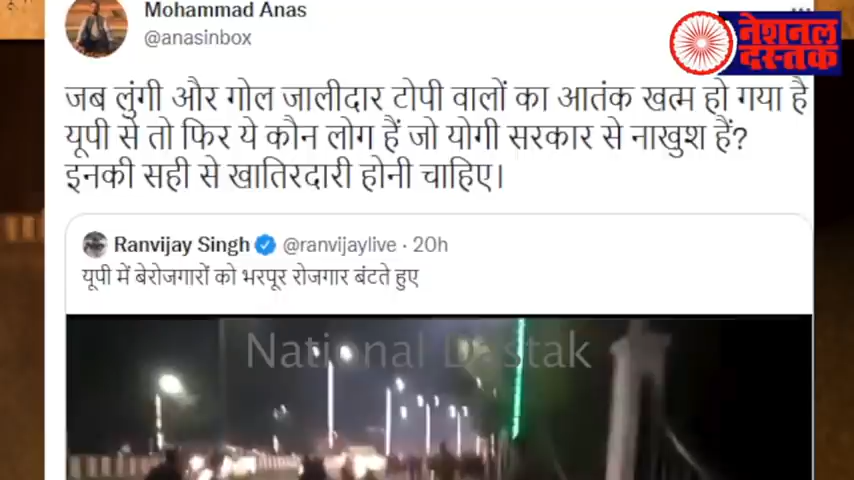 Mohammad Anas
@anasinbox
नेशनल
दस्तक
जब लुंगी और गोल जालीदार टोपी वालों का आतंक खत्म हो गया है
यूपी से तो फिर ये कौन लोग हैं जो योगी सरकार से नाखुश हैं?
इनकी सही से खातिरदारी होनी चाहिए।
Ranvijay Singh @ranvijaylive · 20h
यूपी में बेरोजगारों को भरपूर रोजगार बंटते हुए
National Dastak